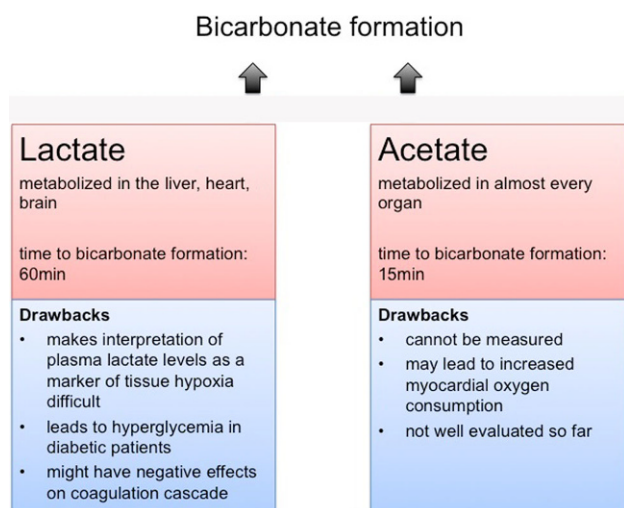 Bicarbonate formation
Lactate
metabolized in the liver, heart,
brain
time to bicarbonate formation:
60min
Drawbacks
• makes interpretation of
plasma lactate levels as a
marker of tissue hypoxia
difficult
• leads to hyperglycemia in
diabetic patients
• might have negative effects
on coagulation cascade
Acetate
metabolized in almost every
organ
time to bicarbonate formation:
15min
Drawbacks
• cannot be measured
• may lead to increased
myocardial oxygen
consumption
• not well evaluated so far